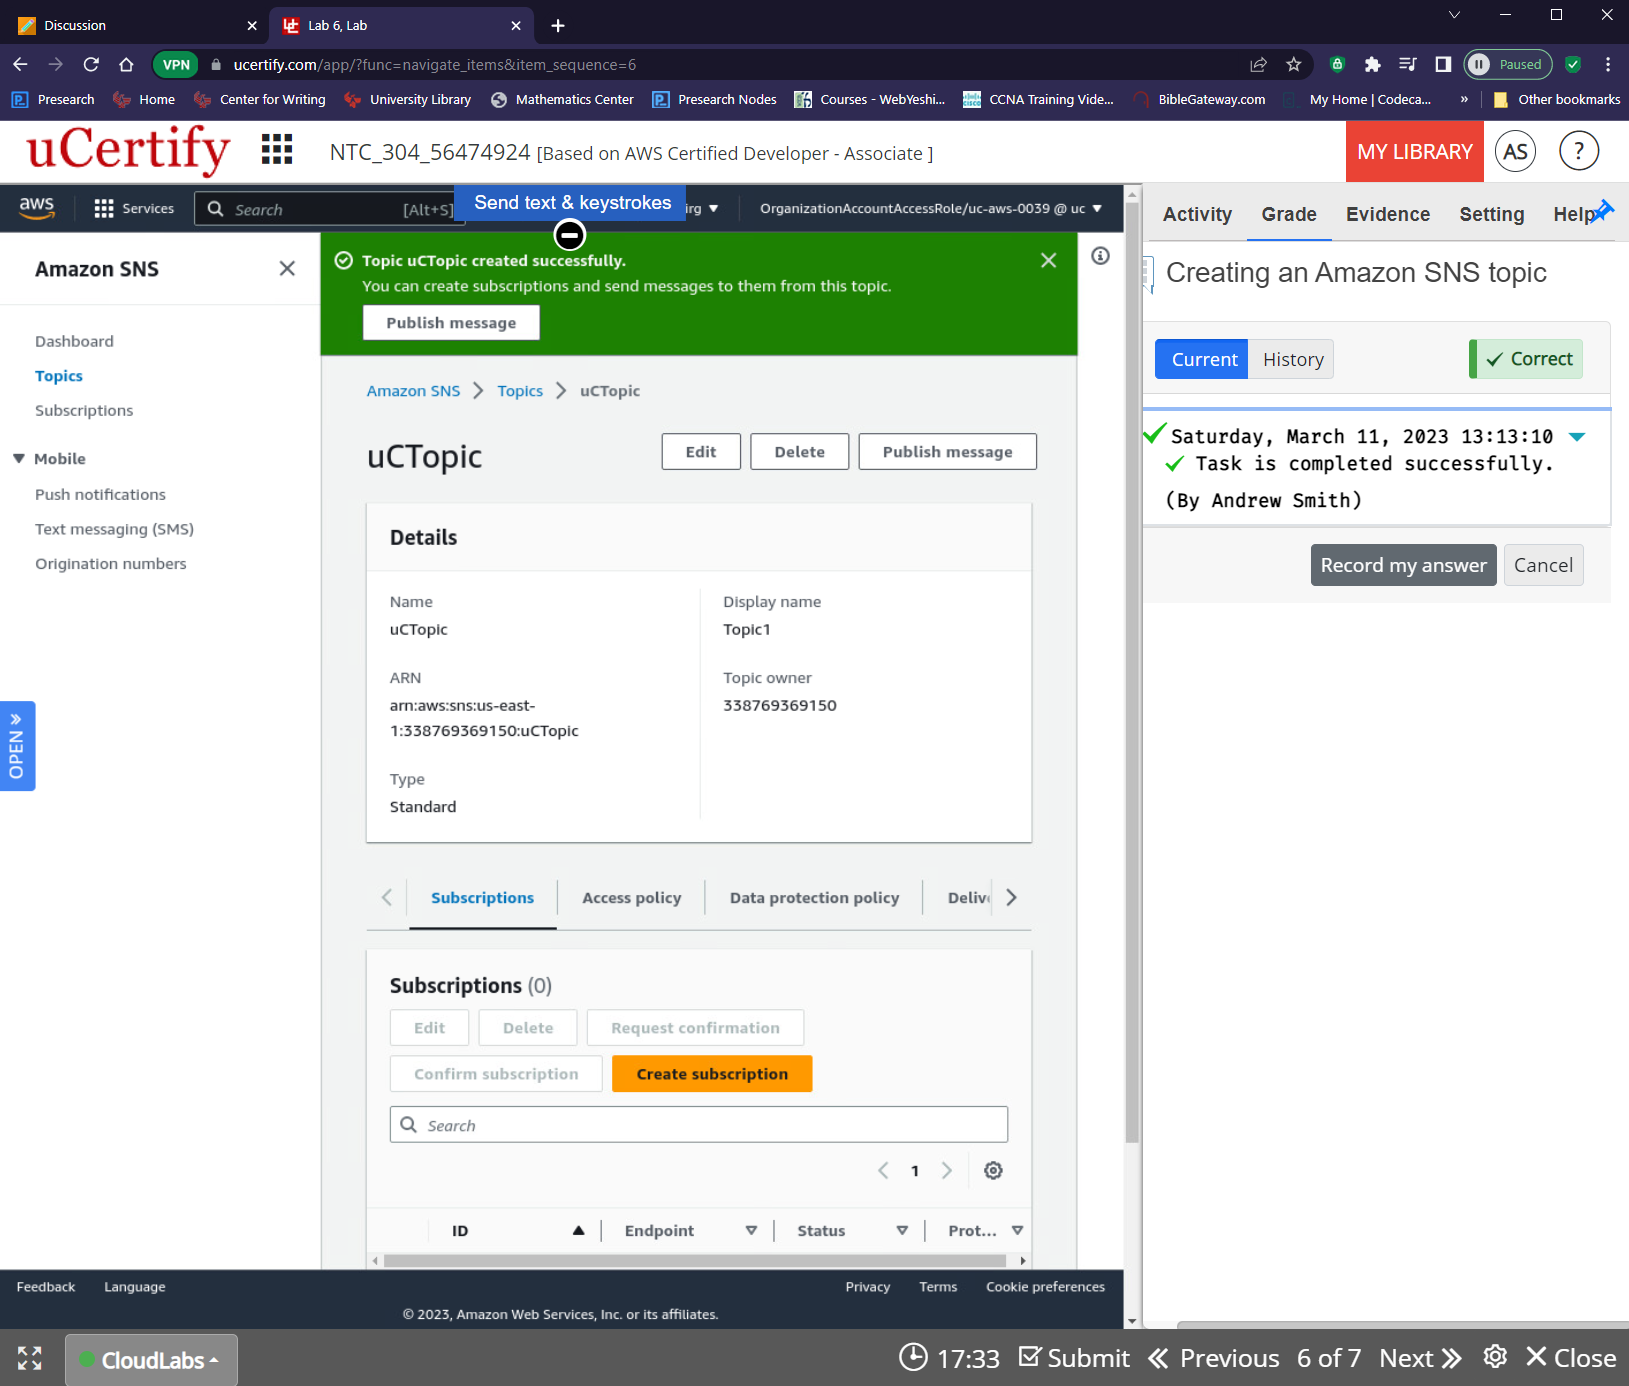 Discussion
Lab 6, Lab
VPN
ucertify.com/app/?func=navigate_items&item_sequence=6
Paused
Presearch
Home
Center for Writing
University Library
Mathematics Center
Presearch Nodes
Courses - WebYeshi...
CCNA Training Vide...
BibleGateway.com
My Home | Codeca...
»
Other bookmarks
uCertify
NTC_304_56474924 [Based on AWS Certified Developer - Associate ]
MY LIBRARY
AS
?
aws
Services
Search
[Alt+S]
Send text & keystrokes
OrganizationAccountAccessRole/uc-aws-0039 @ uc
Activity
Grade
Evidence
Setting
Help
Amazon SNS
Dashboard
Topics
Subscriptions
Mobile
Push notifications
Text messaging (SMS)
Origination numbers
OPEN »
Topic uCTopic created successfully.
You can create subscriptions and send messages to them from this topic.
Publish message
Amazon SNS > Topics > uCTopic
uCTopic
Edit
Delete
Publish message
Details
Name
uCTopic
Display name
Topic1
ARN
arn:aws:sns:us-east-
1:338769369150:uCTopic
Topic owner
338769369150
Type
Standard
Subscriptions
Access policy
Data protection policy
Subscriptions (0)
Edit
Delete
Request confirmation
Confirm subscription
Create subscription
Search
1
ID
Endpoint
Status
Prot...
Creating an Amazon SNS topic
Current
History
Correct
Saturday, March 11, 2023 13:13:10
Task is completed successfully.
(By Andrew Smith)
Record my answer
Cancel
Feedback
Language
Privacy
Terms
Cookie preferences
© 2023, Amazon Web Services, Inc. or its affiliates.
CloudLabs
17:33
Submit
Previous
6 of 7
Next
Close